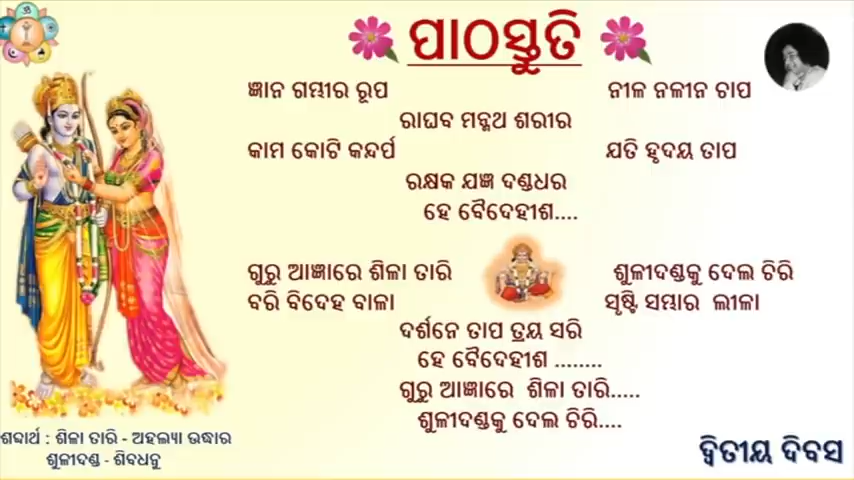 ପାଠସ୍ତୁତି
ଜ୍ଞାନ ଗମ୍ଭୀର ରୂପ ନୀଳ ନଳୀନ ଚାପ
ରାଘବ ମନ୍ମଥ ଶରୀର
କାମ କୋଟି କନ୍ଦର୍ପ ଯତି ହୃଦୟ ତାପ
ରକ୍ଷକ ଯଜ୍ଞ ଦଣ୍ଡଧର
ହେ ବୈଦେହୀଶ....
ଗୁରୁ ଆଜ୍ଞାରେ ଶିଳା ତାରି ଶୁଳୀଦଣ୍ଡକୁ ଦେଲ ଚିରି
ବରି ବିଦେହ ବାଳା ସୃଷ୍ଟି ସମ୍ଭାର ଲୀଳା
ଦର୍ଶନେ ତାପ ତ୍ରୟ ସରି
ହେ ବୈଦେହୀଶ ........
ଗୁରୁ ଆଜ୍ଞାରେ ଶିଳା ତାରି.....
ଶୁଳୀଦଣ୍ଡକୁ ଦେଲ ଚିରି....
ଶବ୍ଦାର୍ଥ : ଶିଳା ତାରି - ଅହଲ୍ୟା ଉଦ୍ଧାର
ଶୁଳୀଦଣ୍ଡ - ଶିବଧନୁ
ଦ୍ୱିତୀୟ ଦିବସ